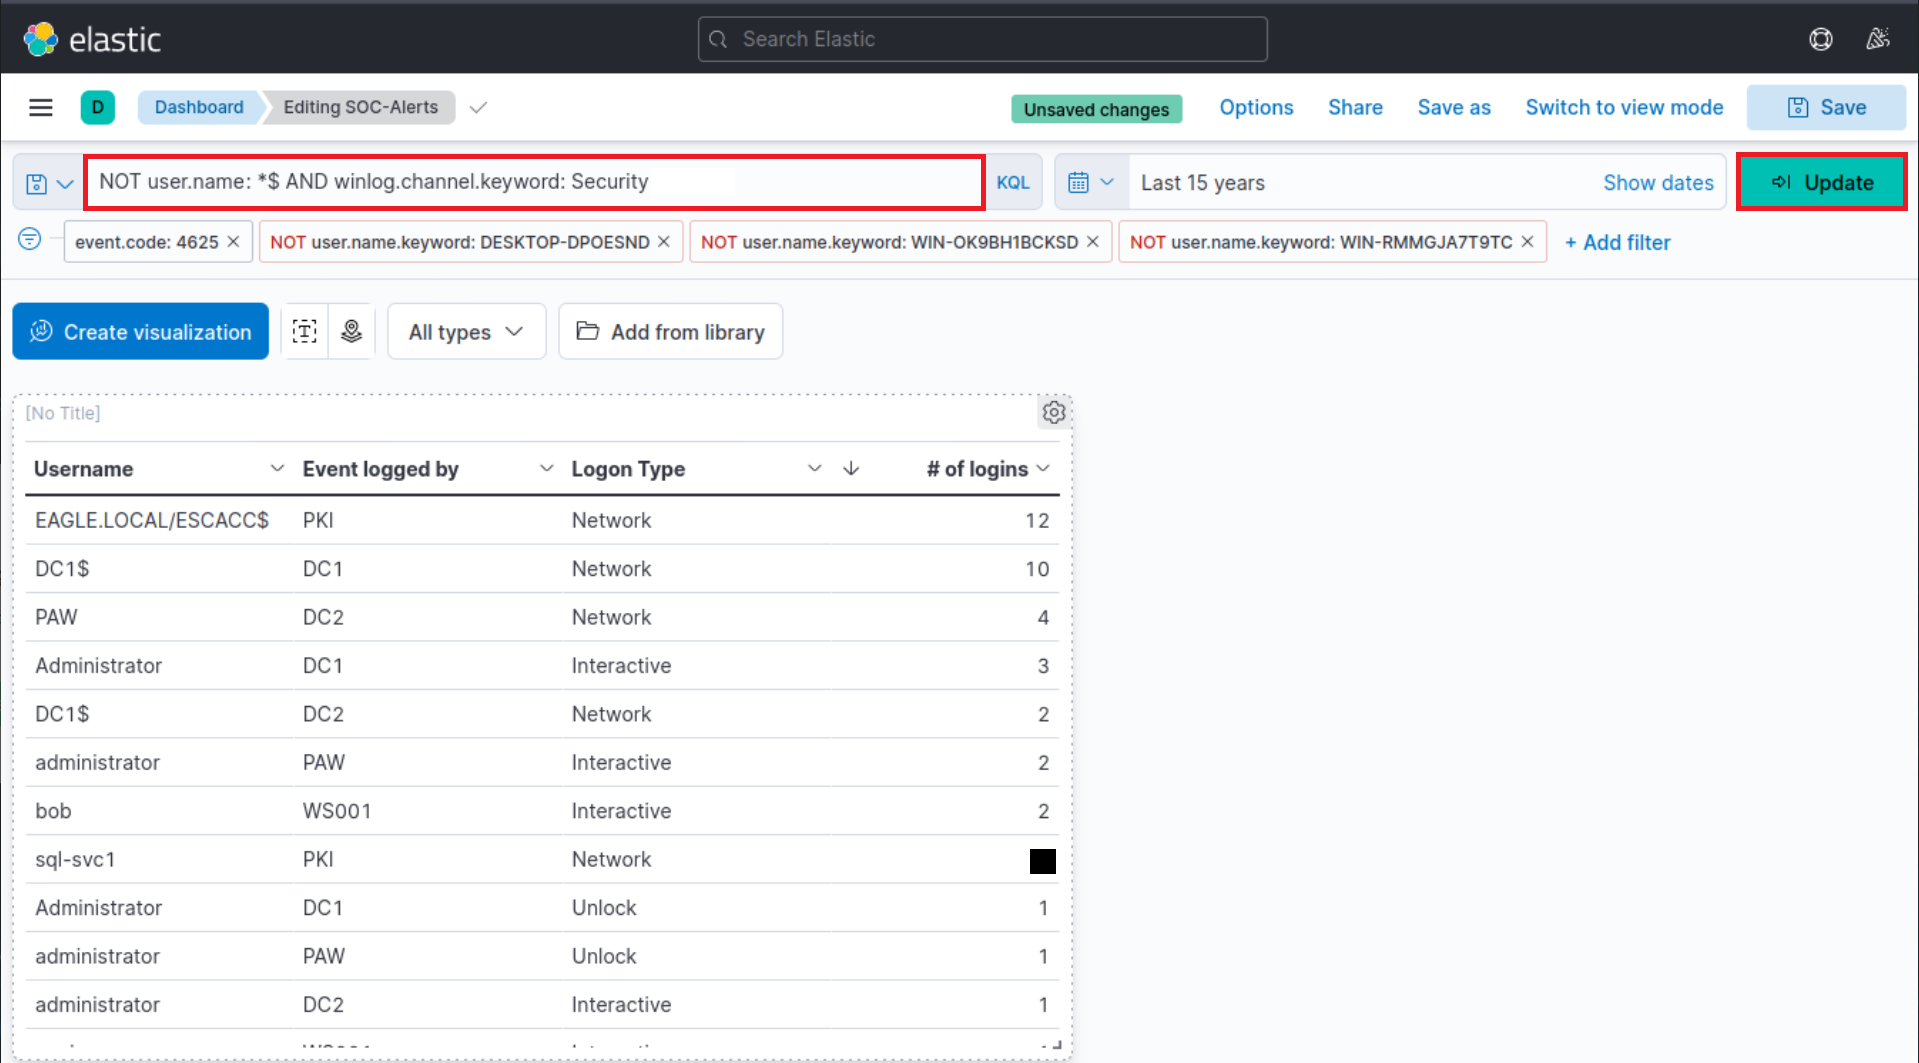 elastic
Search Elastic
D
Dashboard
Editing SOC-Alerts
Unsaved changes
Options
Share
Save as
Switch to view mode
Save
NOT user.name: *$ AND winlog.channel.keyword: Security
KQL
Last 15 years
Show dates
Update
event.code: 4625
NOT user.name.keyword: DESKTOP-DPOESND
NOT user.name.keyword: WIN-OK9BH1BCKSD
NOT user.name.keyword: WIN-RMMGJA7T9TC
+ Add filter
Create visualization
All types
Add from library
[No Title]
Username Event logged by Logon Type # of logins
EAGLE.LOCAL/ESCACC$ PKI Network 12
DC1$ DC1 Network 10
PAW DC2 Network 4
Administrator DC1 Interactive 3
DC1$ DC2 Network 2
administrator PAW Interactive 2
bob WS001 Interactive 2
sql-svc1 PKI Network
Administrator DC1 Unlock 1
administrator PAW Unlock 1
administrator DC2 Interactive 1